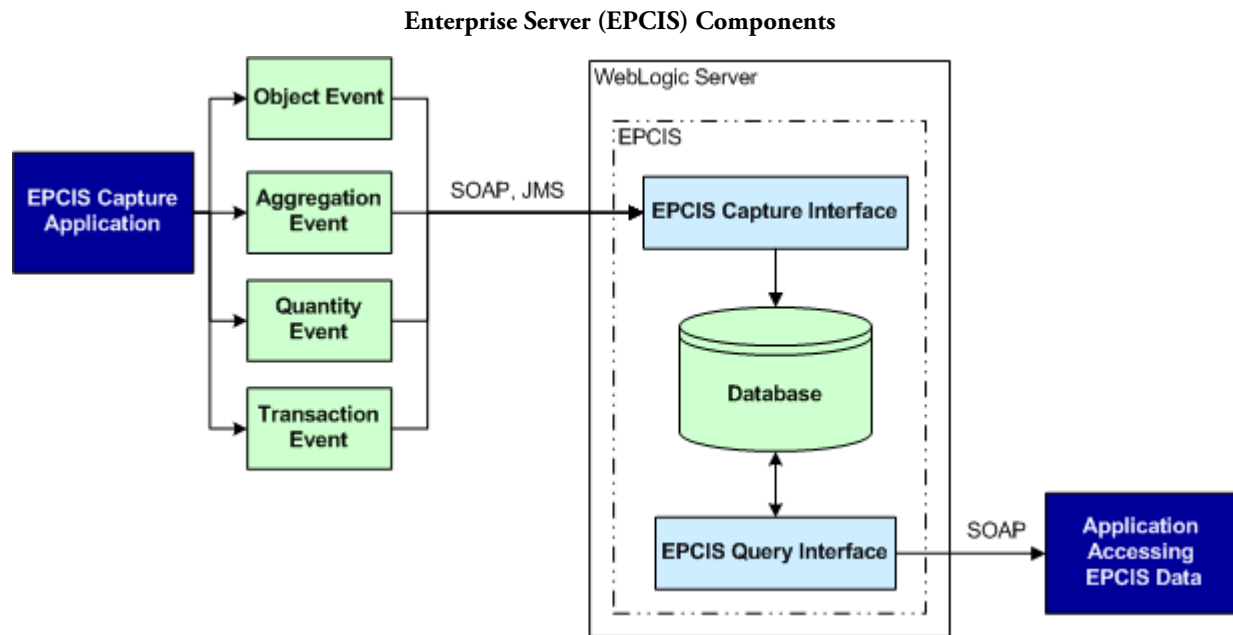 Enterprise Server (EPCIS) Components
EPCIS Capture
Application
Object Event
Aggregation
Event
Quantity
Event
Transaction
Event
SOAP, JMS
WebLogic Server
EPCIS
EPCIS Capture Interface
Database
EPCIS Query Interface
SOAP
Application
Accessing
EPCIS Data